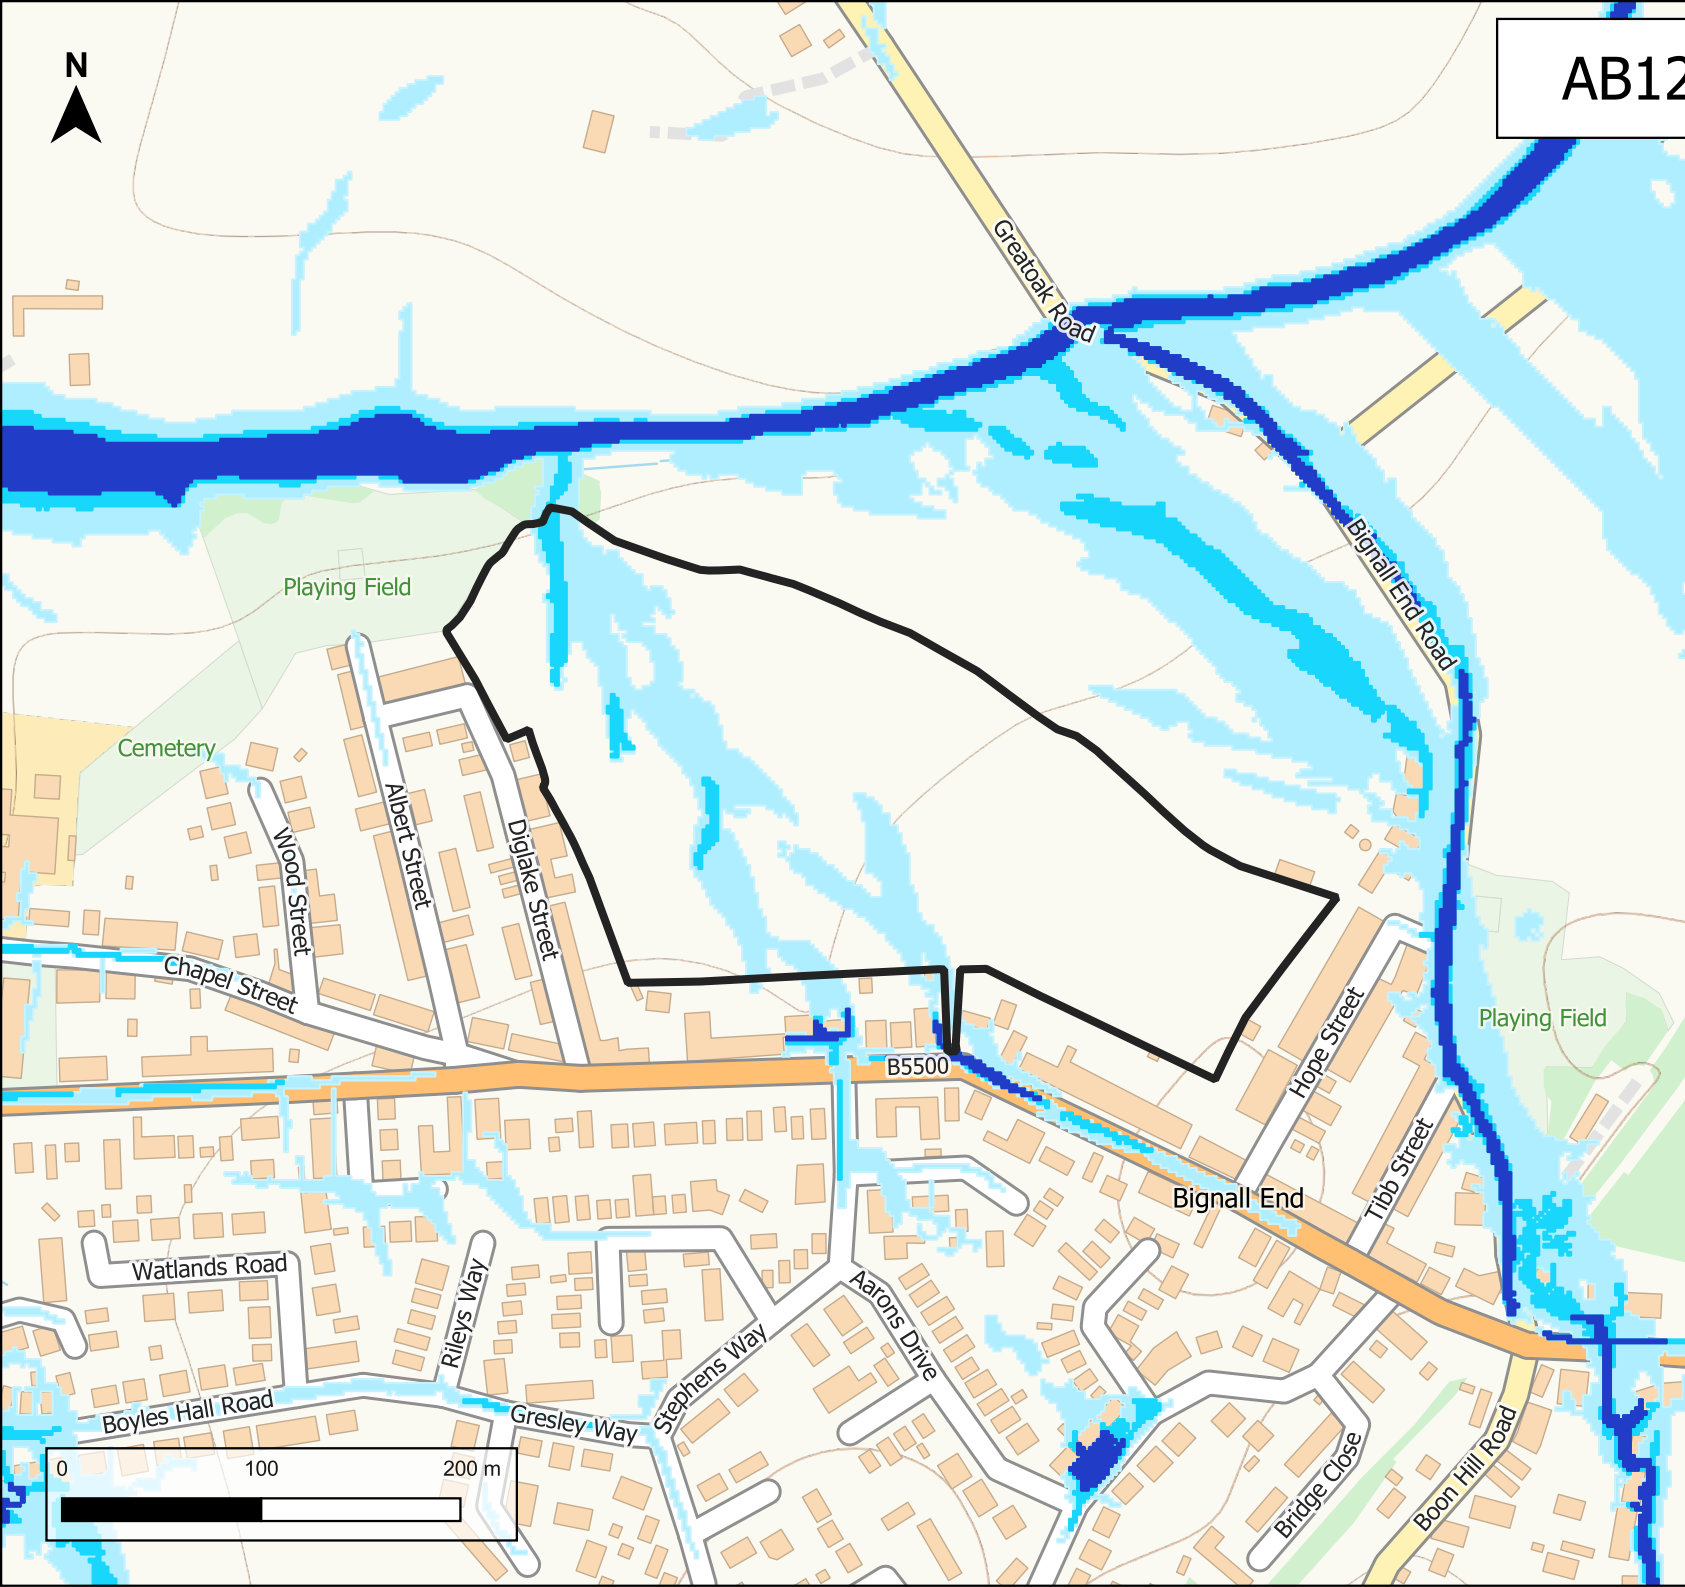 N
AB12
Greatoak Road
Bignall End Road
Playing Field
Cemetery
Albert Street
Wood Street
Diglake Street
Chapel Street
Playing Field
Hope Street
B5500
Tibb Street
Bignall End
Watlands Road
Rileys Way
Aarons Drive
Stephens Way
Boyles Hall Road
Gresley Way
Boon Hill Road
Bridge Close
0 100 200 m